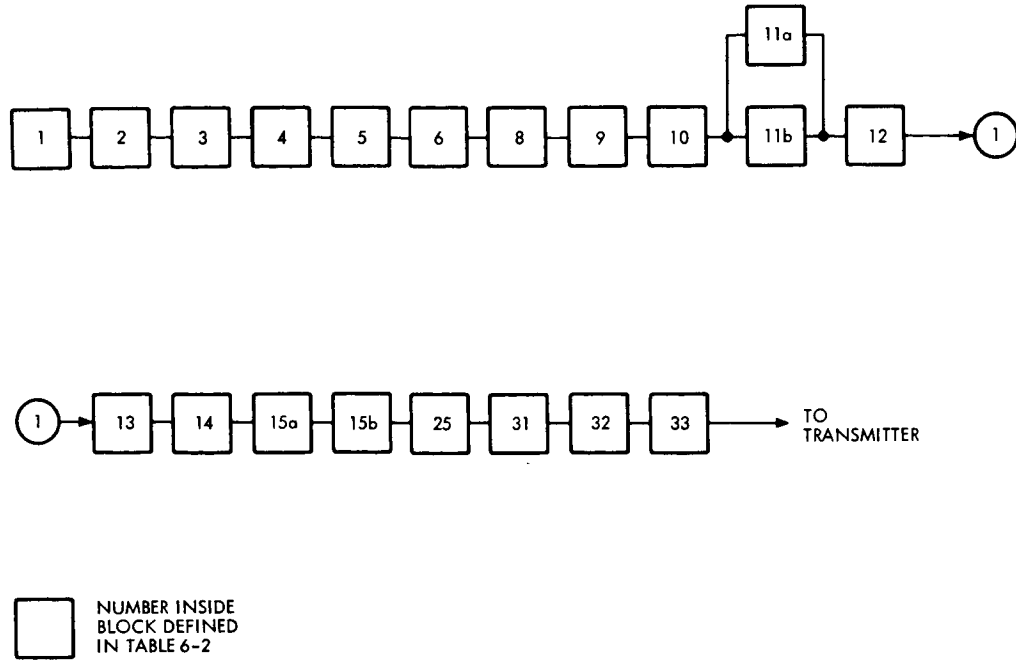 11a
1 2 3 4 5 6 8 9 10 11b 12 1
1 13 14 15a 15b 25 31 32 33 TO
TRANSMITTER
NUMBER INSIDE
BLOCK DEFINED
IN TABLE 6-2